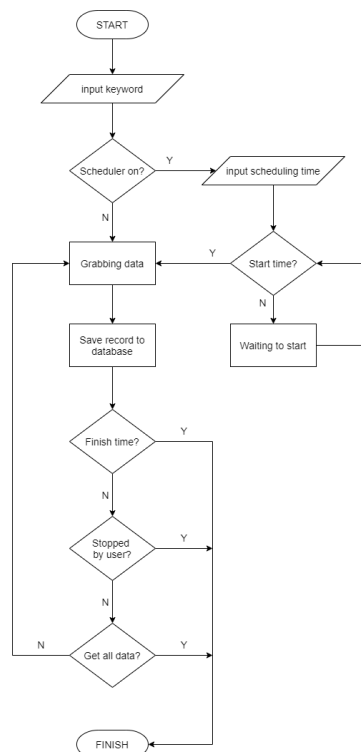 START
input keyword
Y
Scheduler on?
input scheduling time
N
Grabbing data
Y
Start time?
N
Save record to
database
Waiting to start
Finish time?
Y
N
Stopped
by user?
Y
N
N
Get all data?
Y
FINISH